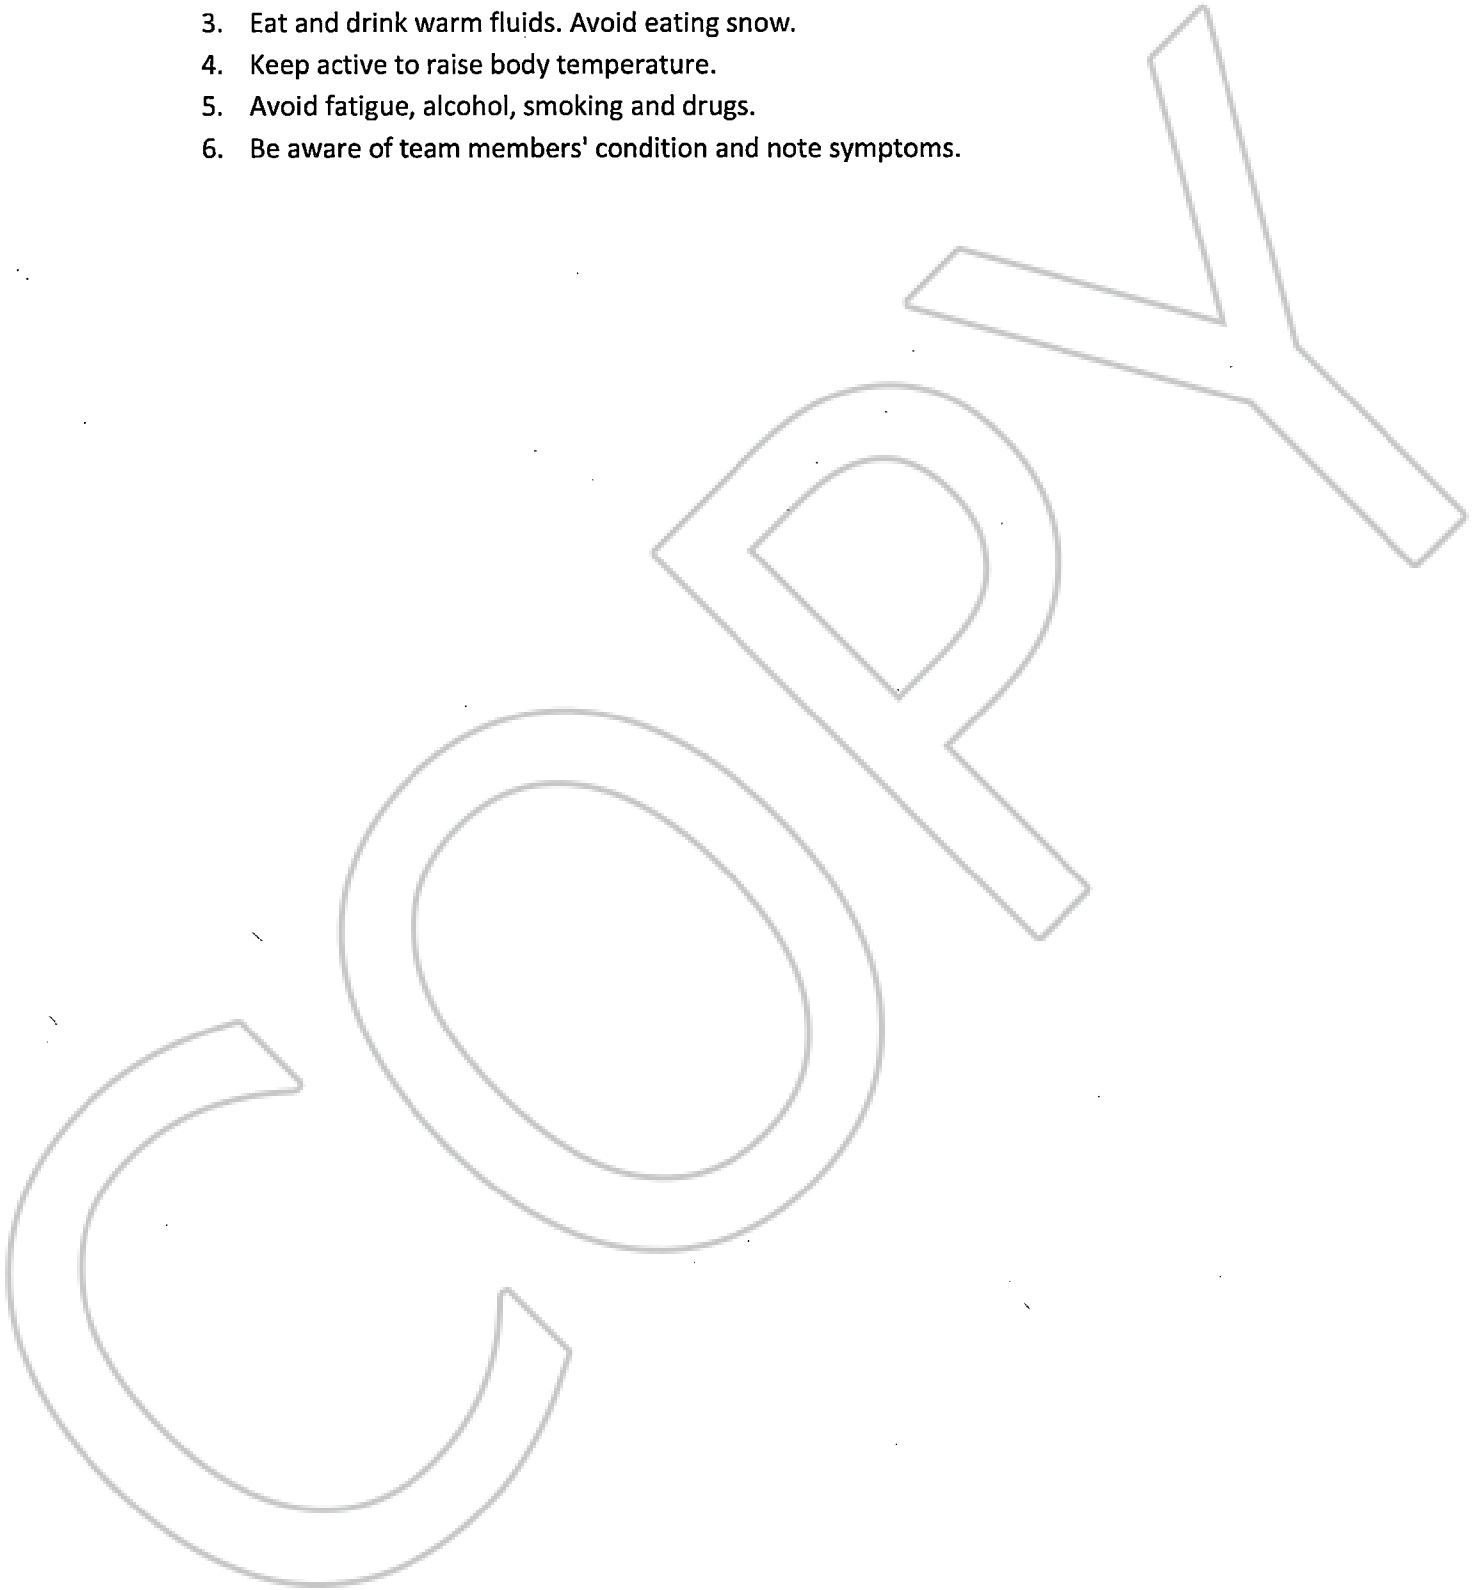 3. Eat and drink warm fluids. Avoid eating snow.
4. Keep active to raise body temperature.
5. Avoid fatigue, alcohol, smoking and drugs.
6. Be aware of team members' condition and note symptoms.
COPY